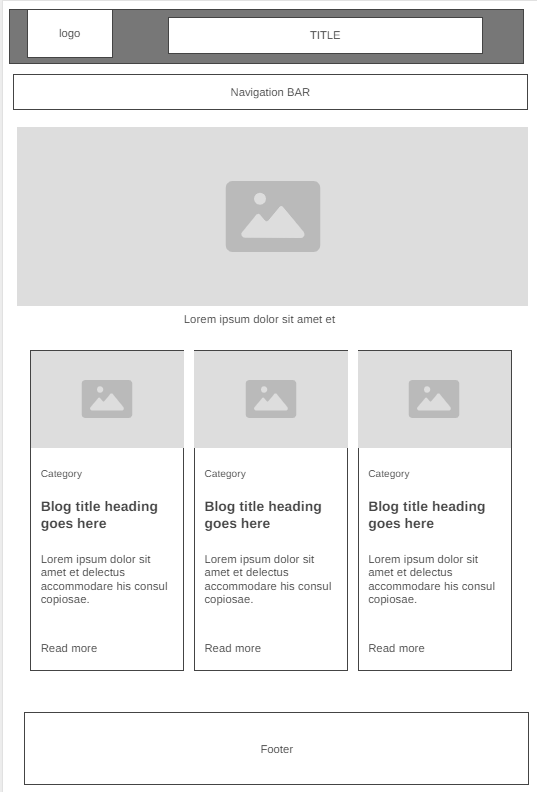 logo
TITLE
Navigation BAR
Lorem ipsum dolor sit amet et
Category
Blog title heading
goes here
Lorem ipsum dolor sit
amet et delectus
accommodare his consul
copiosae.
Read more
Category
Blog title heading
goes here
Lorem ipsum dolor sit
amet et delectus
accommodare his consul
copiosae.
Read more
Category
Blog title heading
goes here
Lorem ipsum dolor sit
amet et delectus
accommodare his consul
copiosae.
Read more
Footer